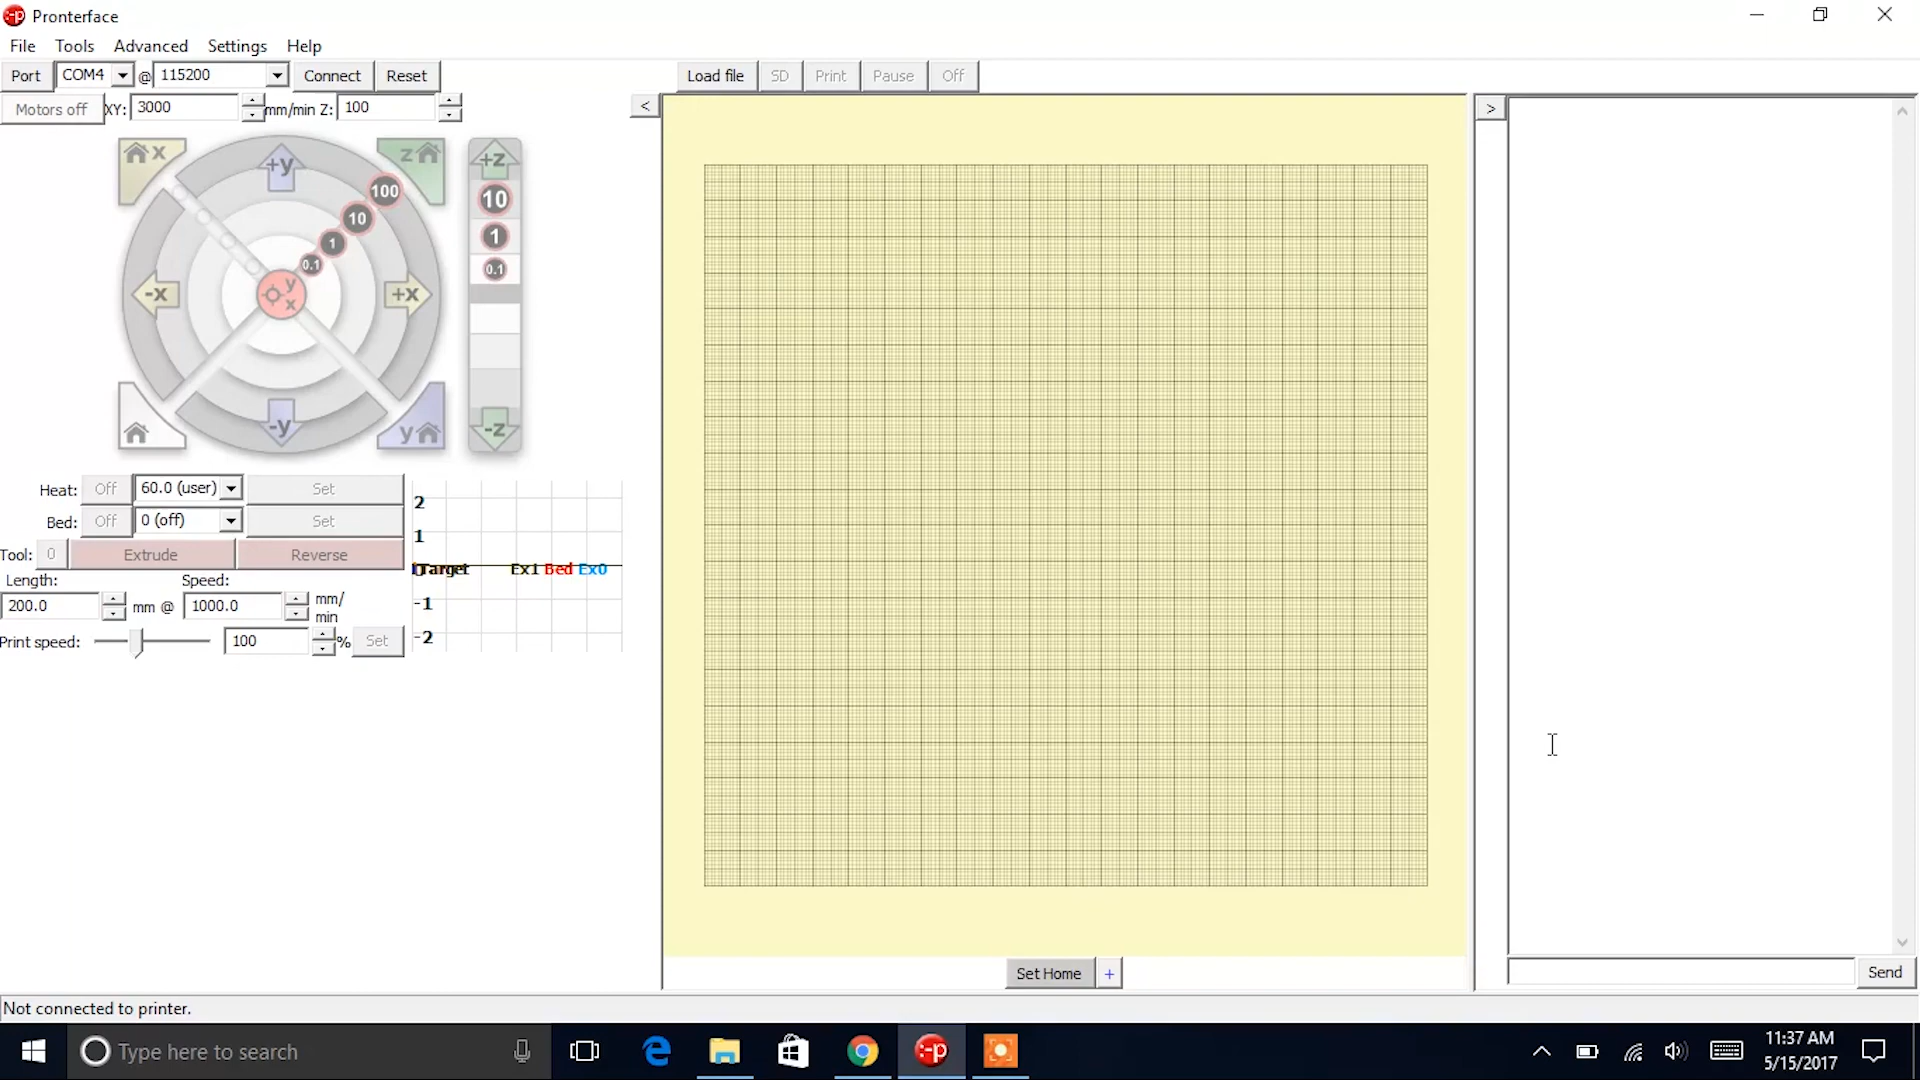 Pronterface
File Tools Advanced Settings Help
Port COM4 @ 115200 Connect Reset Load file SD Print Pause Off
Motors off XY: 3000 mm/min Z: 100 < >
x +y z +z
100 10
10 1
1 0.1
0.1
-x y x +x
-y y -z
Heat: Off 60.0 (user) Set
Bed: Off 0 (off) Set
Tool: 0 Extrude Reverse
Length: Speed:
200.0 mm @ 1000.0 mm/
min
Print speed: 100 % Set
2
1
Target Ex1 Bed Ex0
-1
-2
Set Home +
Send
Not connected to printer.
Type here to search
11:37 AM
5/15/2017